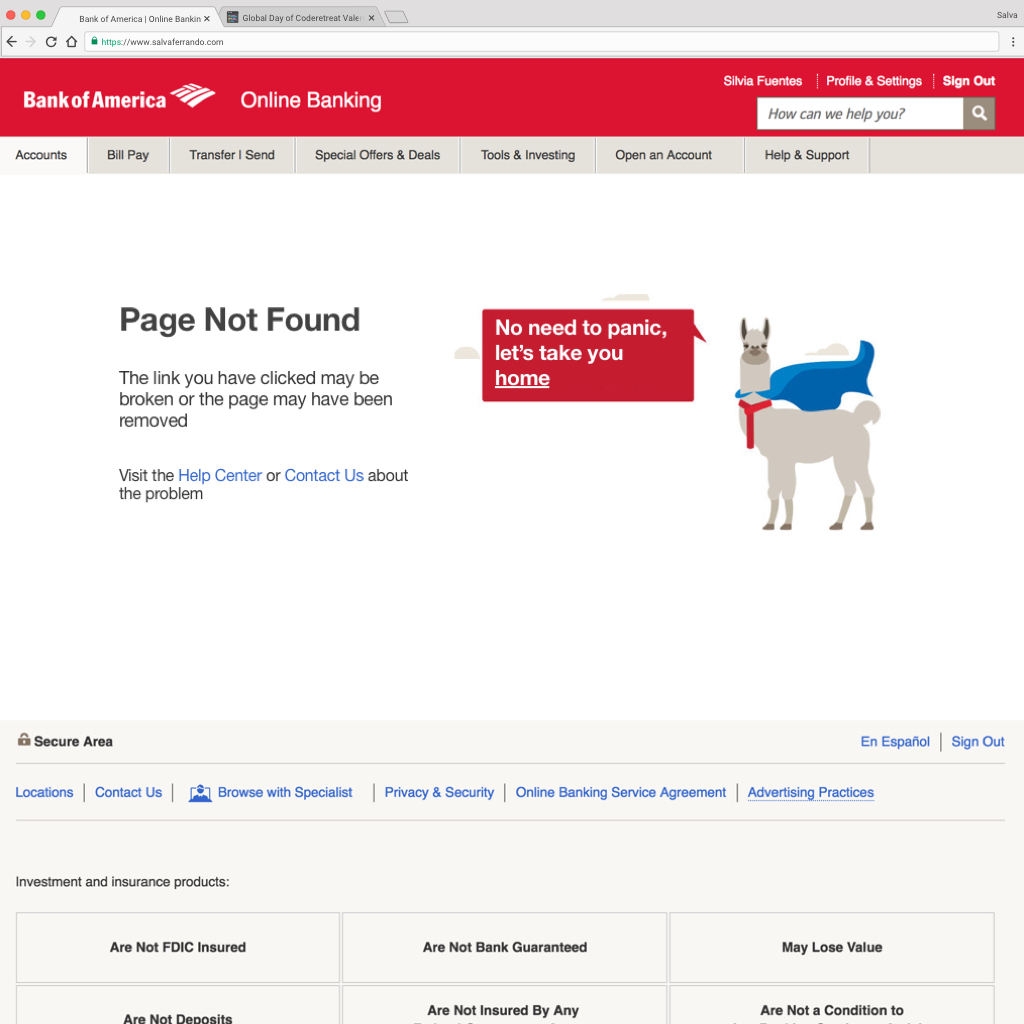 Bank of America | Online Bankin
Global Day of Coderetreat Vale
Salva
https://www.salvaferrando.com
Silvia Fuentes
Profile & Settings
Sign Out
Bank of America
Online Banking
How can we help you?
Accounts
Bill Pay
Transfer | Send
Special Offers & Deals
Tools & Investing
Open an Account
Help & Support
Page Not Found
The link you have clicked may be
broken or the page may have been
removed
Visit the Help Center or Contact Us about
the problem
No need to panic,
let's take you
home
Secure Area
En Español
Sign Out
Locations
Contact Us
Browse with Specialist
Privacy & Security
Online Banking Service Agreement
Advertising Practices
Investment and insurance products:
Are Not FDIC Insured
Are Not Bank Guaranteed
May Lose Value
Are Not Deposits
Are Not Insured By Any
Are Not a Condition to